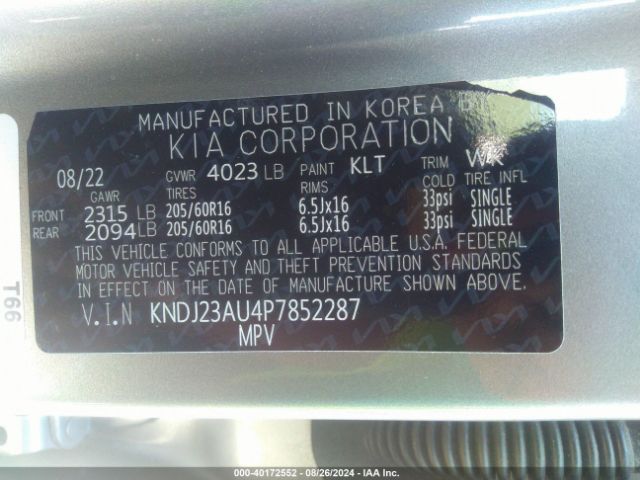 MANUFACTURED IN KOREA BY
KIA CORPORATION
08/22 GVWR 4023 LB PAINT KLT TRIM WK
GAWR TIRES RIMS COLD TIRE INFL
FRONT 2315 LB 205/60R16 6.5Jx16 33psi SINGLE
REAR 2094LB 205/60R16 6.5Jx16 33psi SINGLE
THIS VEHICLE CONFORMS TO ALL APPLICABLE U.S.A. FEDERAL
MOTOR VEHICLE SAFETY AND THEFT PREVENTION STANDARDS
IN EFFECT ON THE DATE OF MANUFACTURE SHOWN ABOVE.
V.I.N KNDJ23AU4P7852287
MPV
T66
000-40172552 - 08/26/2024 - IAA Inc.